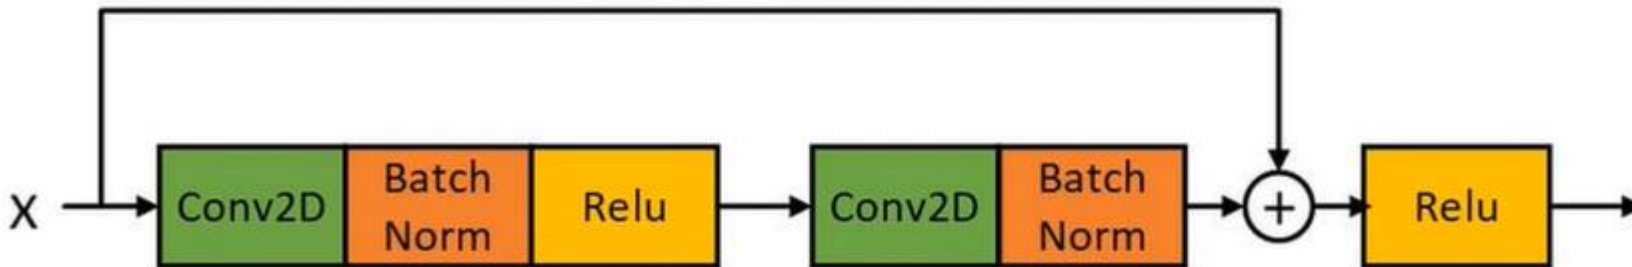 X
Conv2D
Batch
Norm
Relu
Conv2D
Batch
Norm
+
Relu